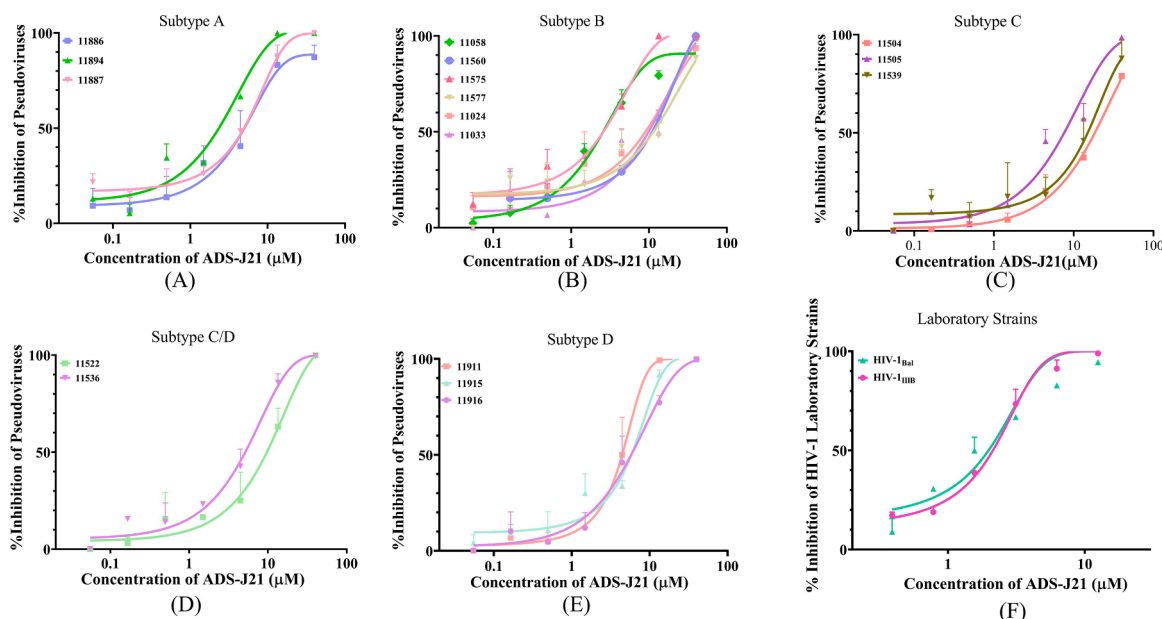 Subtype A
11886
11894
11887
%Inhibition of Pseudoviruses
100
50
0
0.1
1
10
100
Concentration of ADS-J21 (μM)
(A)
Subtype B
11058
11560
11575
11577
11024
11033
%Inhibition of Pseudoviruses
100
50
0
0.1
1
10
100
Concentration of ADS-J21 (μM)
(B)
Subtype C
11504
11505
11539
%Inhibition of Pseudoviruses
100
50
0
0.1
1
10
100
Concentration ADS-J21(μM)
(C)
Subtype C/D
11522
11536
%Inhibition of Pseudoviruses
100
50
0
0.1
1
10
100
Concentration of ADS-J21 (μM)
(D)
Subtype D
11911
11915
11916
%Inhibition of Pseudoviruses
100
50
0
0.1
1
10
100
Concentration of ADS-J21 (μM)
(E)
Laboratory Strains
HIV-1Bal
HIV-1IIIB
% Inhibition of HIV-1 Laboratory Strains
100
50
0
1
10
Concentration of ADS-J21 (μM)
(F)